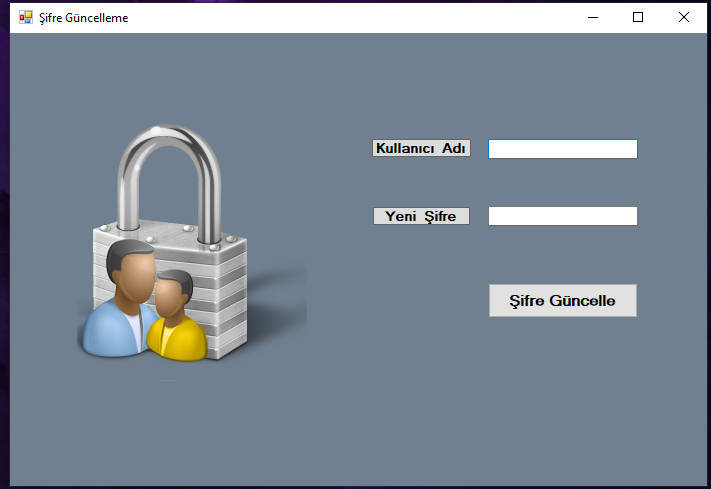 Şifre Güncelleme
Kullanıcı Adı
Yeni Şifre
Şifre Güncelle